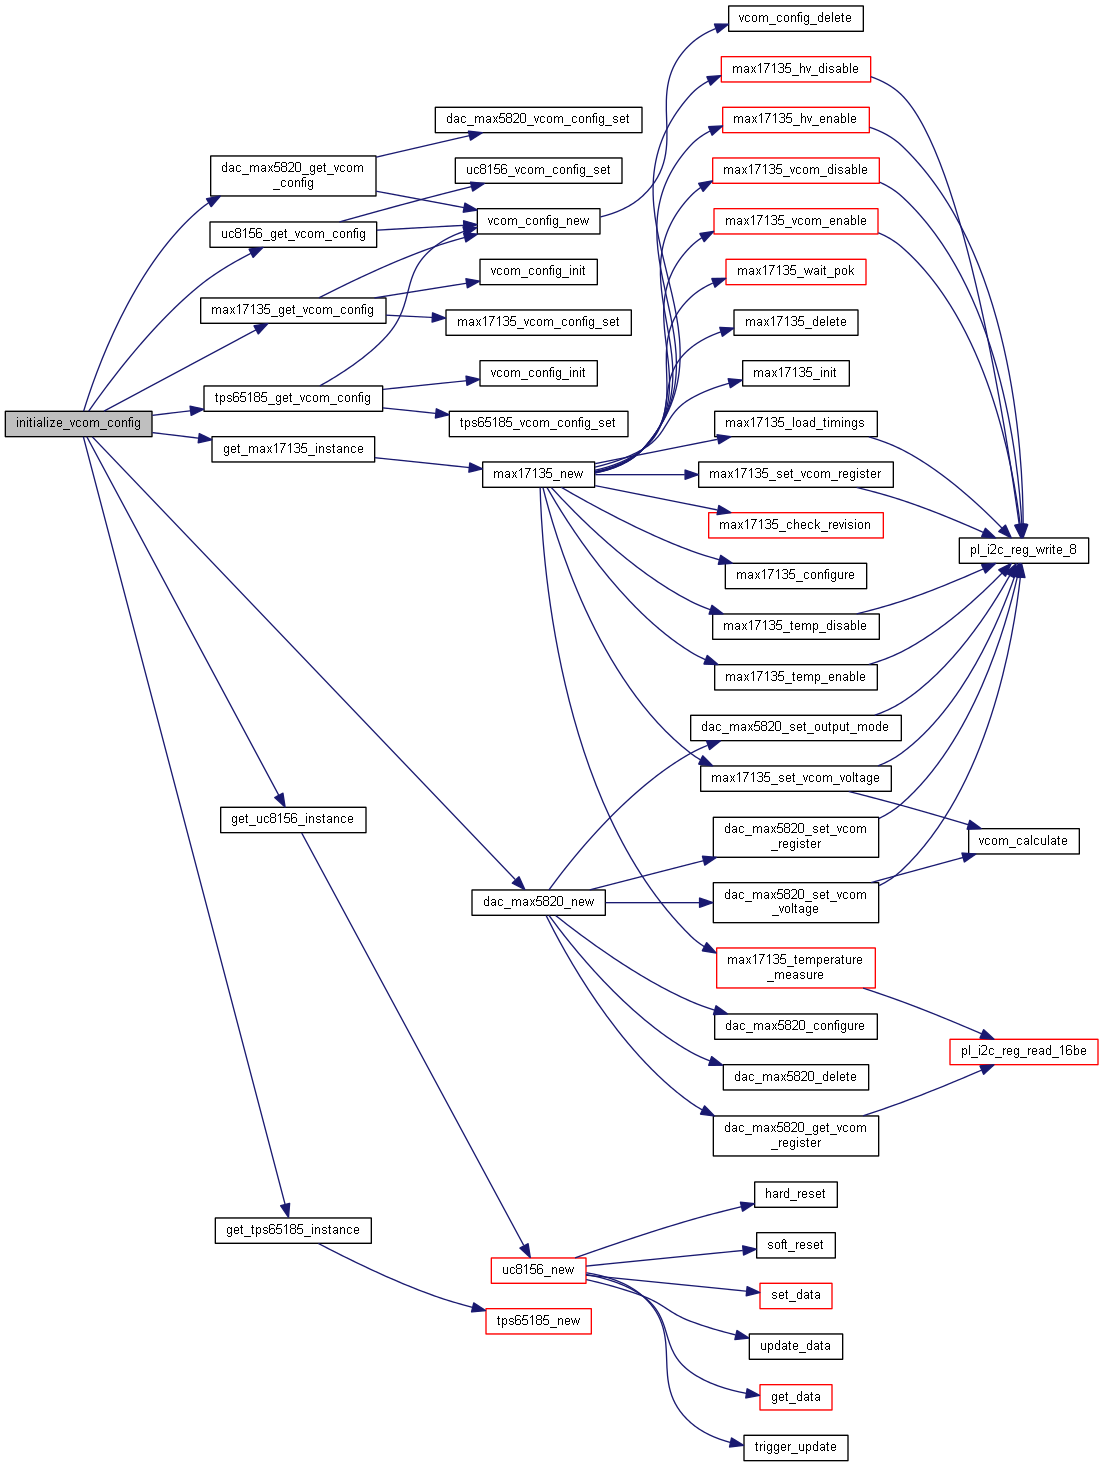 vcom_config_delete
max17135_hv_disable
dac_max5820_vcom_config_set
max17135_hv_enable
dac_max5820_get_vcom
_config
uc8156_vcom_config_set
max17135_vcom_disable
vcom_config_new
max17135_vcom_enable
uc8156_get_vcom_config
vcom_config_init
max17135_wait_pok
max17135_get_vcom_config
max17135_vcom_config_set
max17135_delete
vcom_config_init
max17135_init
tps65185_get_vcom_config
initialize_vcom_config
tps65185_vcom_config_set
max17135_load_timings
get_max17135_instance
max17135_new
max17135_set_vcom_register
max17135_check_revision
pl_i2c_reg_write_8
max17135_configure
max17135_temp_disable
max17135_temp_enable
dac_max5820_set_output_mode
max17135_set_vcom_voltage
get_uc8156_instance
dac_max5820_set_vcom
_register
vcom_calculate
dac_max5820_new
dac_max5820_set_vcom
_voltage
max17135_temperature
_measure
dac_max5820_configure
pl_i2c_reg_read_16be
dac_max5820_delete
dac_max5820_get_vcom
_register
hard_reset
get_tps65185_instance
soft_reset
uc8156_new
set_data
tps65185_new
update_data
get_data
trigger_update